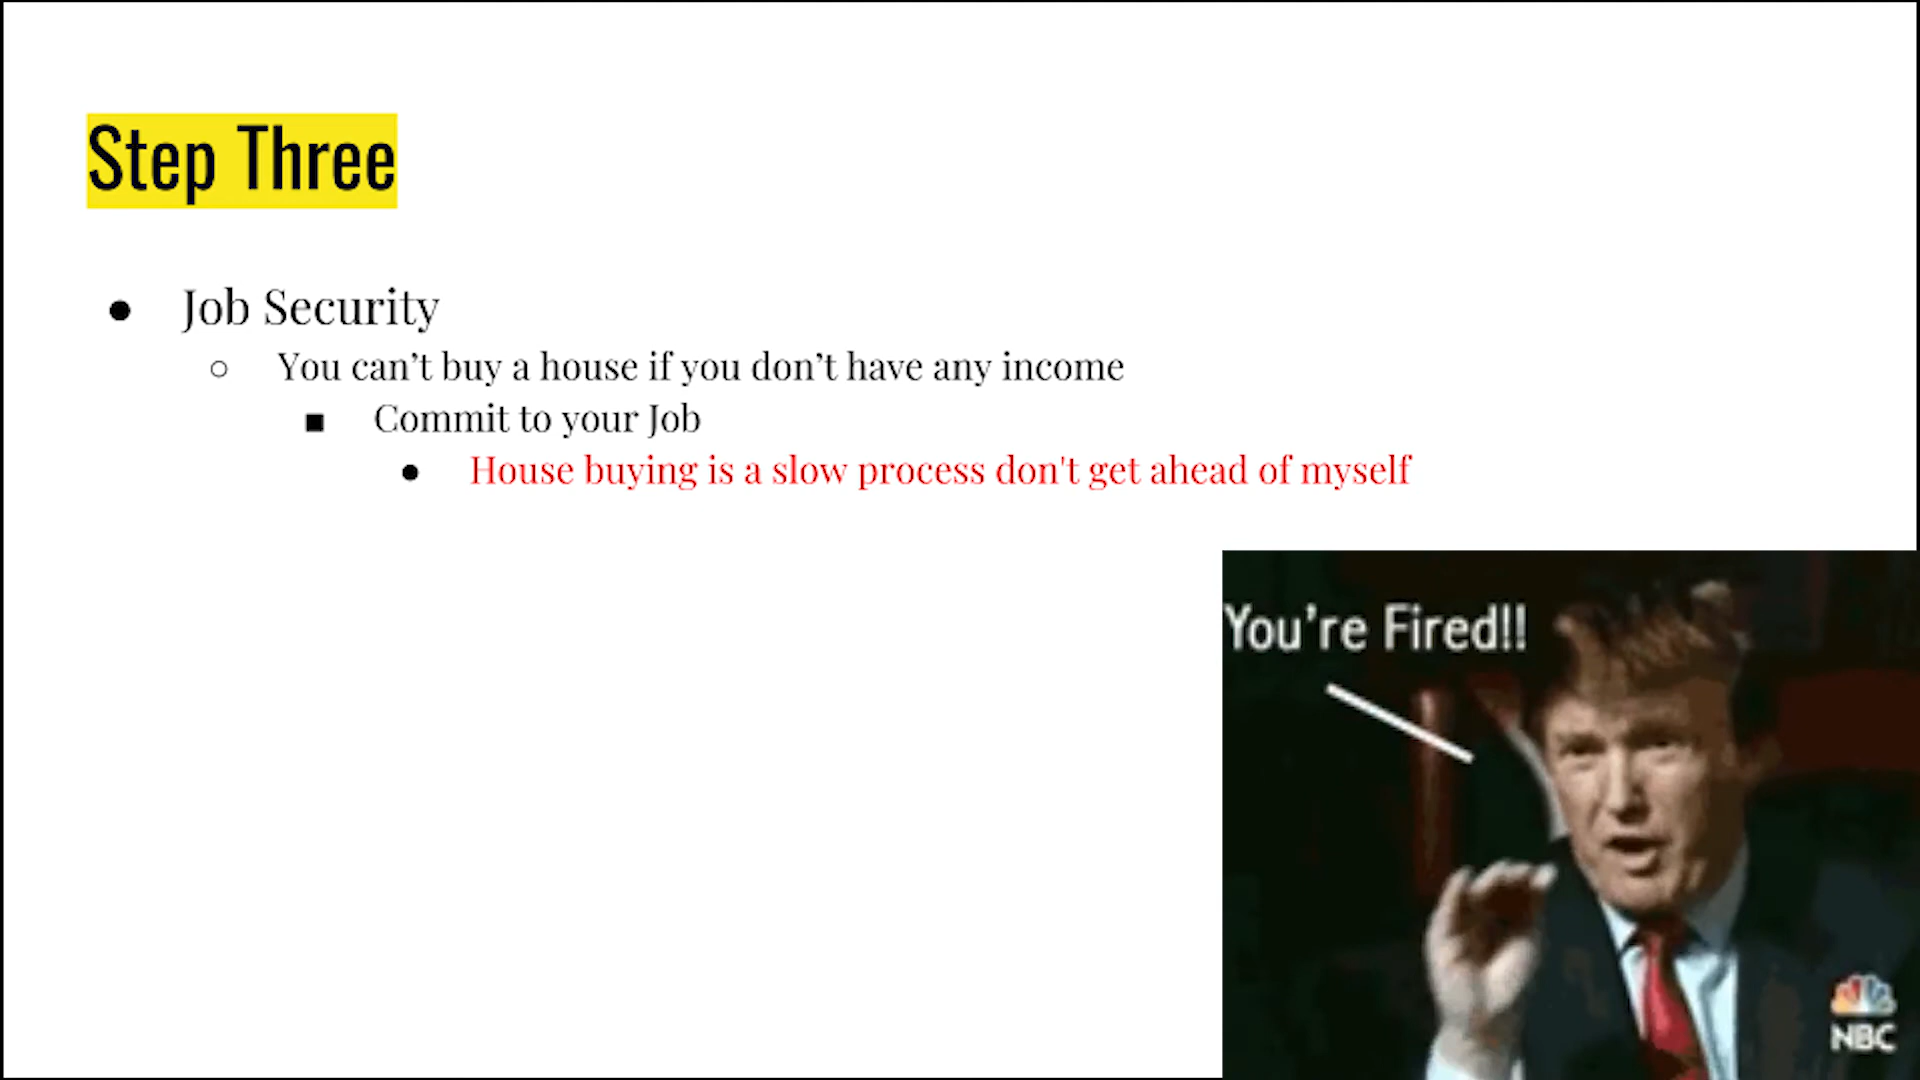 Step Three
Job Security
You can’t buy a house if you don’t have any income
Commit to your Job
House buying is a slow process don't get ahead of myself
You’re Fired!!
NBC